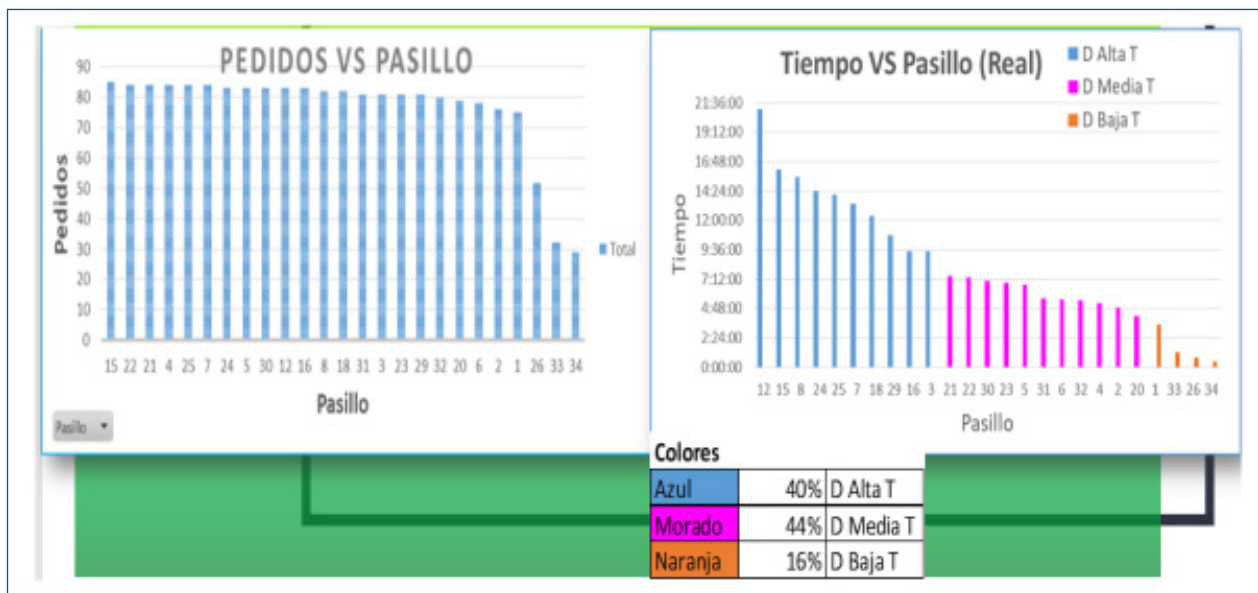 PEDIDOS VS PASILLO
90
80
70
60
50
40
30
20
10
0
Pedidos
15 22 21 4 25 7 24 5 30 12 16 8 18 31 3 23 29 32 20 6 2 1 26 33 34
Pasillo
Total
Pasillo
Tiempo VS Pasillo (Real)
D Alta T
D Media T
D Baja T
21:36:00
19:12:00
16:48:00
14:24:00
12:00:00
9:36:00
7:12:00
4:48:00
2:24:00
0:00:00
Tiempo
12 15 8 24 25 7 18 29 16 3 21 22 30 23 5 31 6 32 4 2 20 1 33 26 34
Pasillo
Colores
Azul 40% D Alta T
Morado 44% D Media T
Naranja 16% D Baja T